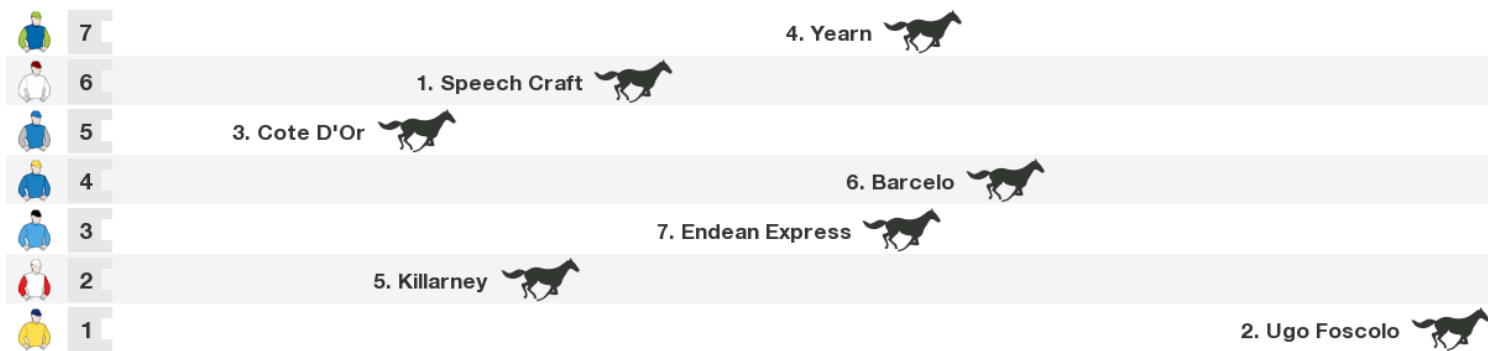 7 4. Yearn
6 1. Speech Craft
5 3. Cote D'Or
4 6. Barcelo
3 7. Endean Express
2 5. Killarney
1 2. Ugo Foscolo